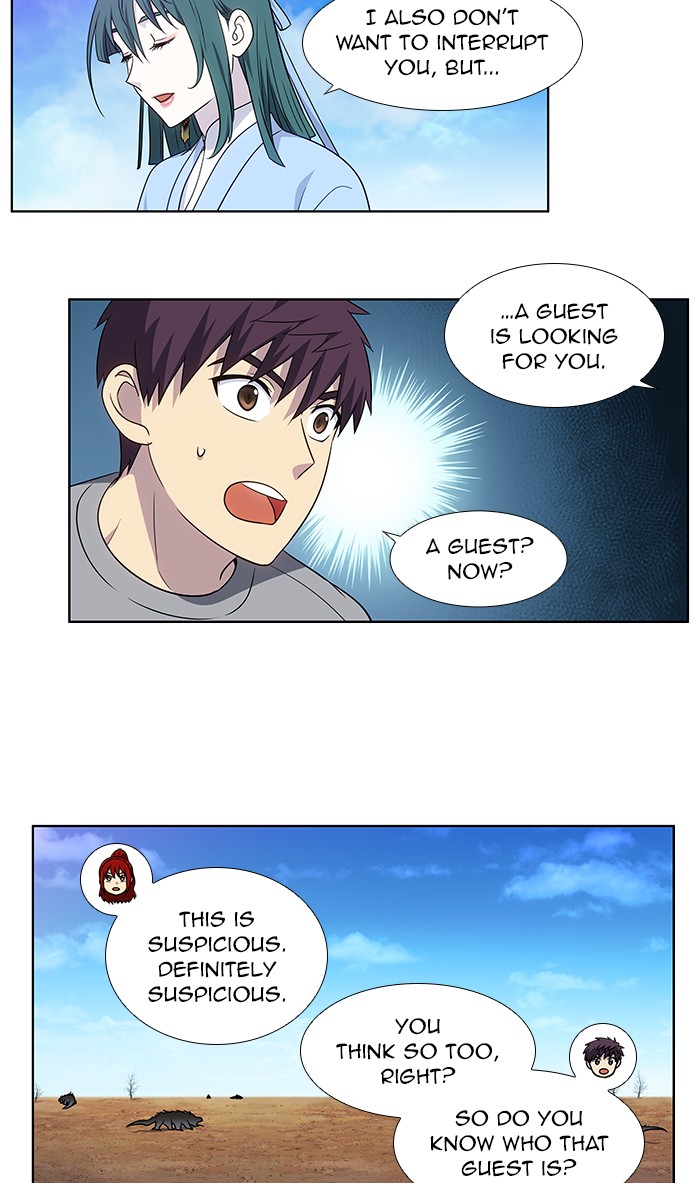 I ALSO DON'T
WANT TO INTERRUPT
YOU, BUT...
...A GUEST
IS LOOKING
FOR YOU.
A GUEST?
NOW?
THIS IS
SUSPICIOUS.
DEFINITELY
SUSPICIOUS.
YOU
THINK SO TOO,
RIGHT?
SO DO YOU
KNOW WHO THAT
GUEST IS?